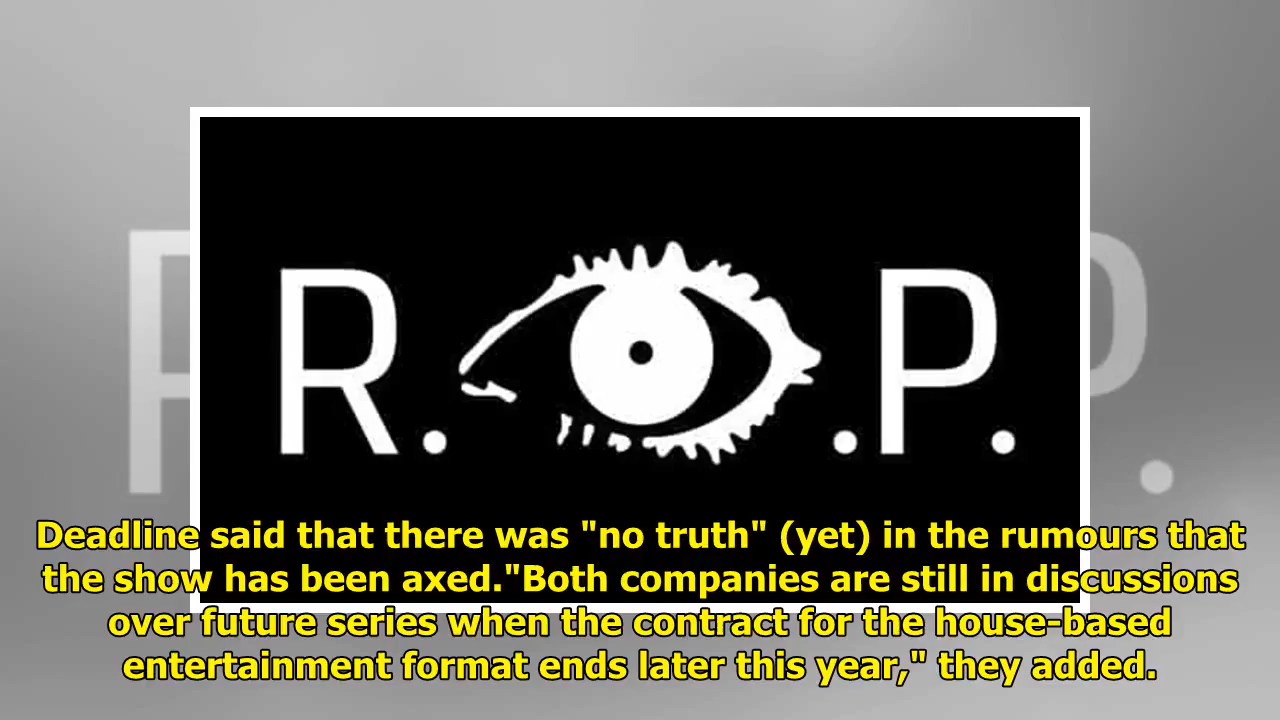 R. .P.
Deadline said that there was "no truth" (yet) in the rumours that
the show has been axed."Both companies are still in discussions
over future series when the contract for the house-based
entertainment format ends later this year," they added.